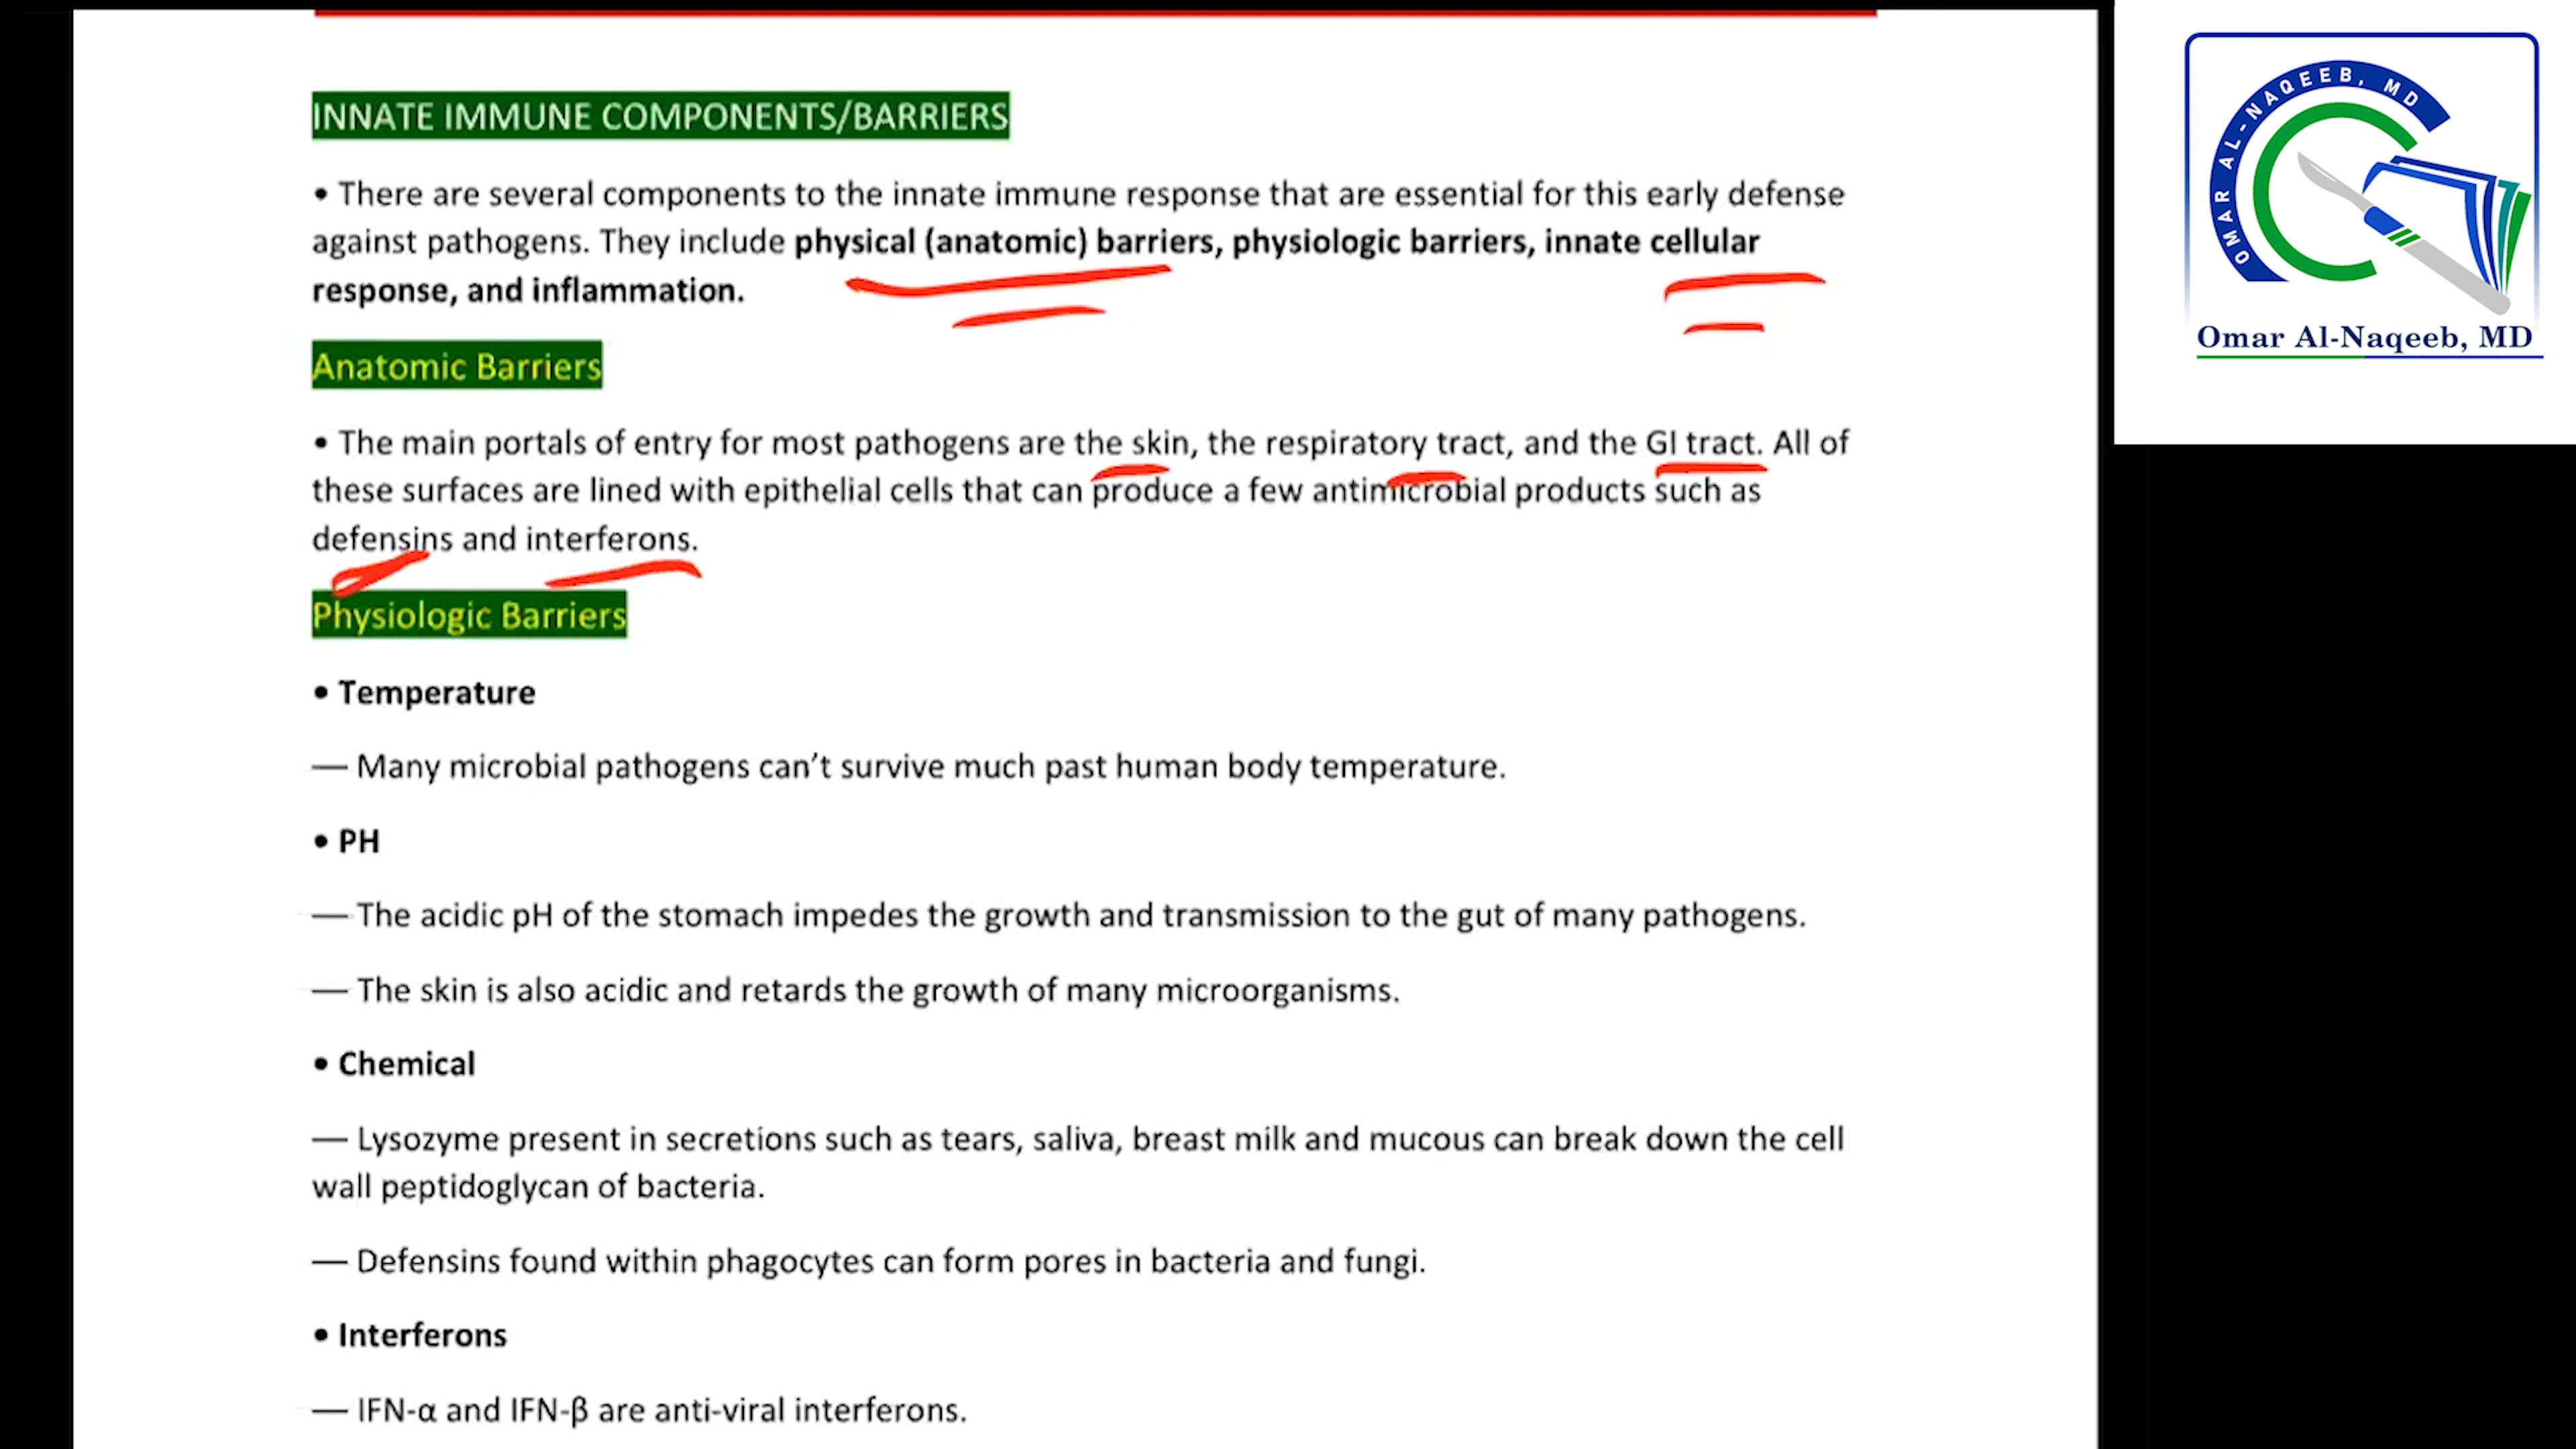 INNATE IMMUNE COMPONENTS/BARRIERS
• There are several components to the innate immune response that are essential for this early defense
against pathogens. They include physical (anatomic) barriers, physiologic barriers, innate cellular
response, and inflammation.
Anatomic Barriers
• The main portals of entry for most pathogens are the skin, the respiratory tract, and the GI tract. All of
these surfaces are lined with epithelial cells that can produce a few antimicrobial products such as
defensins and interferons.
Physiologic Barriers
• Temperature
— Many microbial pathogens can’t survive much past human body temperature.
• PH
— The acidic pH of the stomach impedes the growth and transmission to the gut of many pathogens.
— The skin is also acidic and retards the growth of many microorganisms.
• Chemical
— Lysozyme present in secretions such as tears, saliva, breast milk and mucous can break down the cell
wall peptidoglycan of bacteria.
— Defensins found within phagocytes can form pores in bacteria and fungi.
• Interferons
— IFN-α and IFN-β are anti-viral interferons.
OMAR AL-NAQEEB, MD
Omar Al-Naqeeb, MD